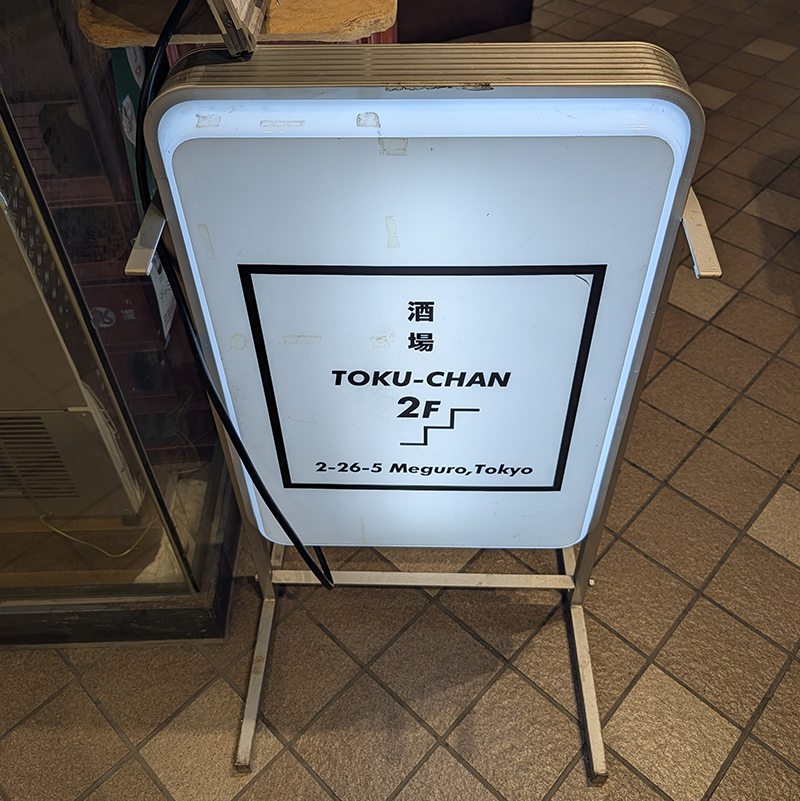 酒
場
TOKU-CHAN
2F
2-26-5 Meguro,Tokyo